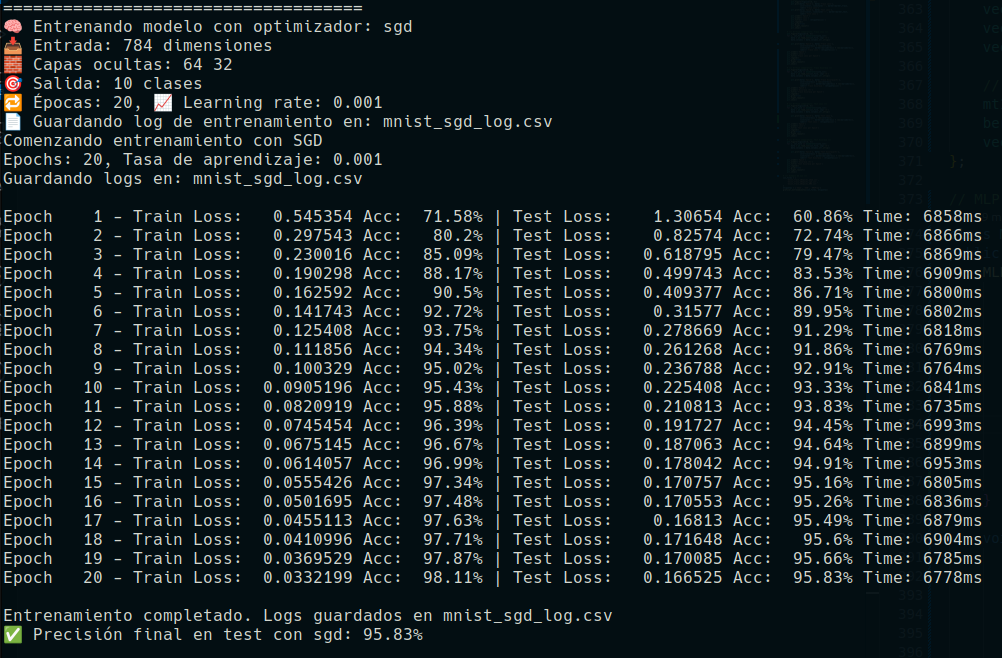 ====================================
🧠 Entrenando modelo con optimizador: sgd
📥 Entrada: 784 dimensiones
🧱 Capas ocultas: 64 32
🎯 Salida: 10 clases
🔁 Épocas: 20, 📈 Learning rate: 0.001
📄 Guardando log de entrenamiento en: mnist_sgd_log.csv
Comenzando entrenamiento con SGD
Epochs: 20, Tasa de aprendizaje: 0.001
Guardando logs en: mnist_sgd_log.csv
Epoch    1 - Train Loss:   0.545354 Acc:  71.58% | Test Loss:    1.30654 Acc:  60.86% Time: 6858ms
Epoch    2 - Train Loss:   0.297543 Acc:   80.2% | Test Loss:    0.82574 Acc:  72.74% Time: 6866ms
Epoch    3 - Train Loss:   0.230016 Acc:  85.09% | Test Loss:   0.618795 Acc:  79.47% Time: 6869ms
Epoch    4 - Train Loss:   0.190298 Acc:  88.17% | Test Loss:   0.499743 Acc:  83.53% Time: 6909ms
Epoch    5 - Train Loss:   0.162592 Acc:   90.5% | Test Loss:   0.409377 Acc:  86.71% Time: 6800ms
Epoch    6 - Train Loss:   0.141743 Acc:  92.72% | Test Loss:    0.31577 Acc:  89.95% Time: 6802ms
Epoch    7 - Train Loss:   0.125408 Acc:  93.75% | Test Loss:   0.278669 Acc:  91.29% Time: 6818ms
Epoch    8 - Train Loss:   0.111856 Acc:  94.34% | Test Loss:   0.261268 Acc:  91.86% Time: 6769ms
Epoch    9 - Train Loss:   0.100329 Acc:  95.02% | Test Loss:   0.236788 Acc:  92.91% Time: 6764ms
Epoch   10 - Train Loss:  0.0905196 Acc:  95.43% | Test Loss:   0.225408 Acc:  93.33% Time: 6841ms
Epoch   11 - Train Loss:  0.0820919 Acc:  95.88% | Test Loss:   0.210813 Acc:  93.83% Time: 6735ms
Epoch   12 - Train Loss:  0.0745454 Acc:  96.39% | Test Loss:   0.191727 Acc:  94.45% Time: 6993ms
Epoch   13 - Train Loss:  0.0675145 Acc:  96.67% | Test Loss:   0.187063 Acc:  94.64% Time: 6899ms
Epoch   14 - Train Loss:  0.0614057 Acc:  96.99% | Test Loss:   0.178042 Acc:  94.91% Time: 6953ms
Epoch   15 - Train Loss:  0.0555426 Acc:  97.34% | Test Loss:   0.170757 Acc:  95.16% Time: 6805ms
Epoch   16 - Train Loss:  0.0501695 Acc:  97.48% | Test Loss:   0.170553 Acc:  95.26% Time: 6836ms
Epoch   17 - Train Loss:  0.0455113 Acc:  97.63% | Test Loss:    0.16813 Acc:  95.49% Time: 6879ms
Epoch   18 - Train Loss:  0.0410996 Acc:  97.71% | Test Loss:   0.171648 Acc:   95.6% Time: 6904ms
Epoch   19 - Train Loss:  0.0369529 Acc:  97.87% | Test Loss:   0.170085 Acc:  95.66% Time: 6785ms
Epoch   20 - Train Loss:  0.0332199 Acc:  98.11% | Test Loss:   0.166525 Acc:  95.83% Time: 6778ms
Entrenamiento completado. Logs guardados en mnist_sgd_log.csv
✅ Precisión final en test con sgd: 95.83%